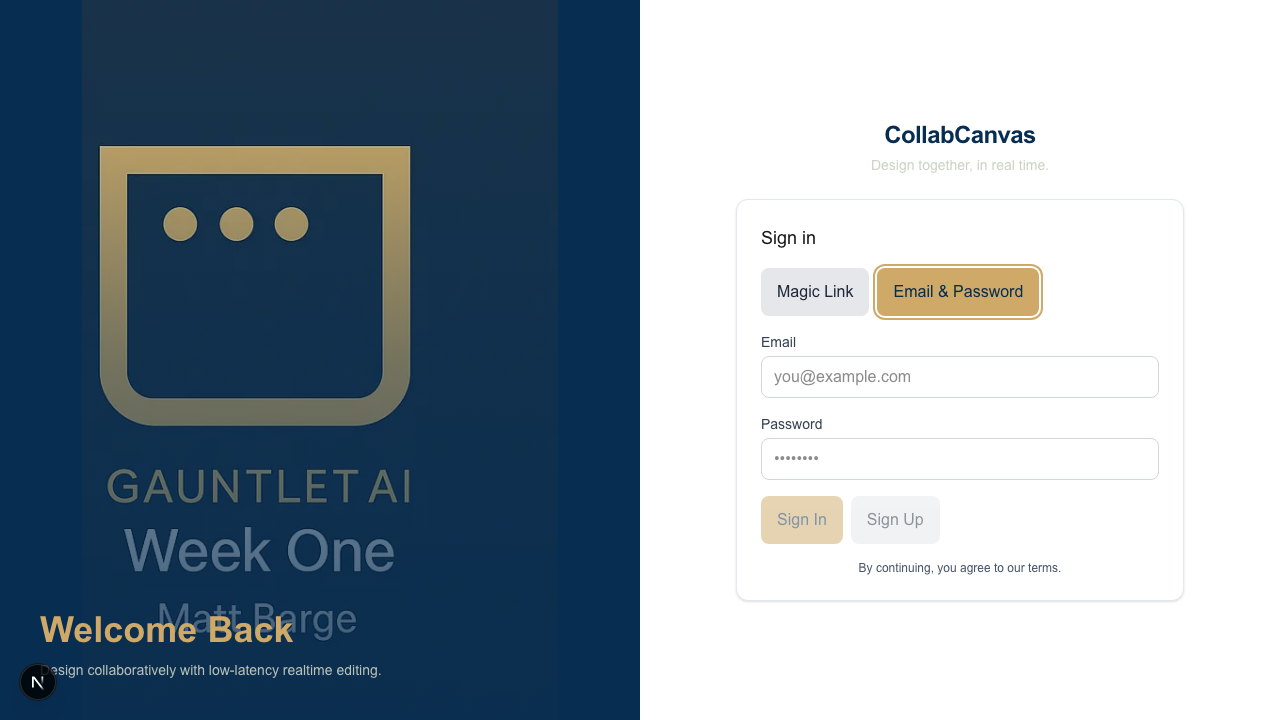 GAUNTLET AI
Week One
Matt Barge
Welcome Back
Design collaboratively with low-latency realtime editing.
N
CollabCanvas
Design together, in real time.
Sign in
Magic Link
Email & Password
Email
you@example.com
Password
••••••••
Sign In
Sign Up
By continuing, you agree to our terms.